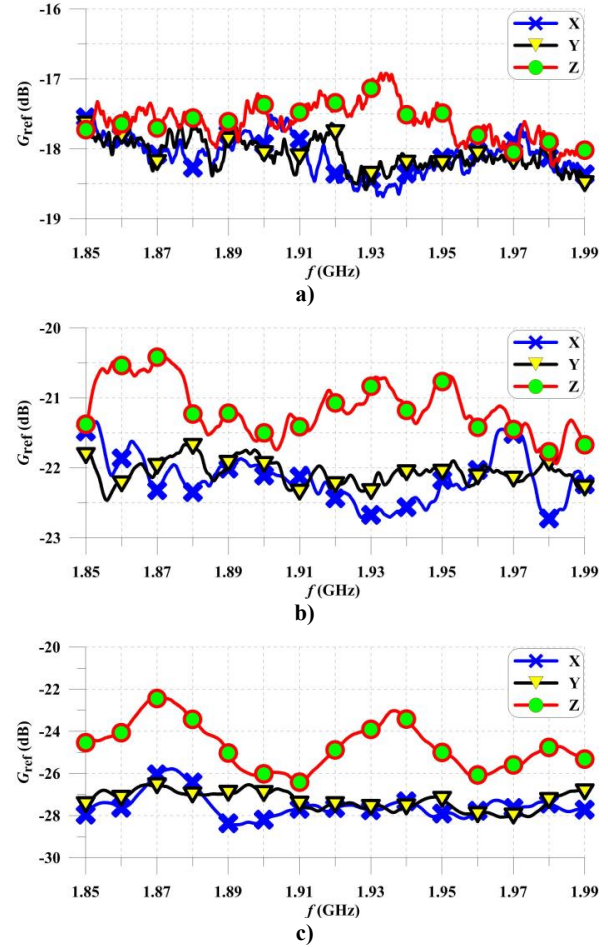 -16
X
Y
Z
-17
G_ref (dB)
-18
-19
1.85 1.87 1.89 1.91 1.93 1.95 1.97 1.99
f (GHz)
a)
-20
X
Y
Z
-21
G_ref (dB)
-22
-23
1.85 1.87 1.89 1.91 1.93 1.95 1.97 1.99
f (GHz)
b)
-20
X
Y
Z
-22
-24
G_ref (dB)
-26
-28
-30
1.85 1.87 1.89 1.91 1.93 1.95 1.97 1.99
f (GHz)
c)